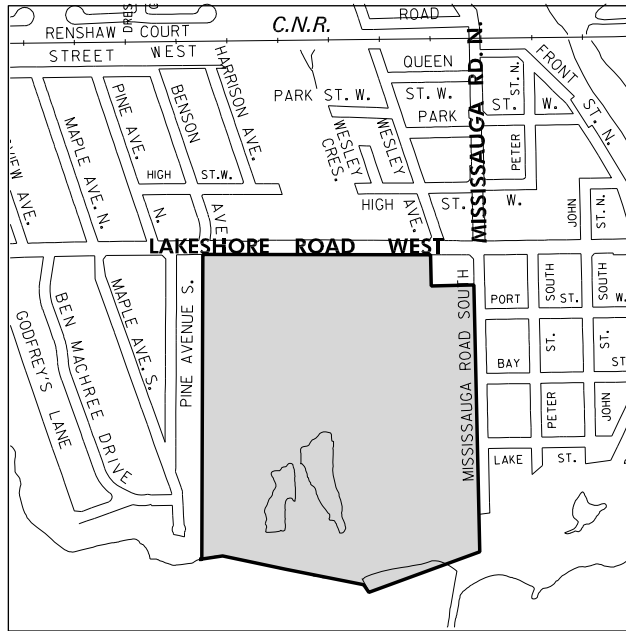 ROAD
C.N.R.
RENSHAW COURT
DRES
STREET WEST
QUEEN
FRONT ST. N.
HARRISON AVE.
BENSON AVE.
PINE AVE. N.
MAPLE AVE. N.
VIEW AVE.
PARK ST. W.
ST. W.
PARK ST. W.
ST. N.
PETER
WESLEY CRES.
WESLEY AVE.
HIGH ST. W.
HIGH ST. W.
JOHN ST. N.
MISSISSAUGA RD. N.
LAKESHORE ROAD WEST
PINE AVENUE S.
MAPLE AVE. S.
BEN MACHREE DRIVE
GODFREY'S LANE
MISSISSAUGA ROAD SOUTH
PORT ST. W.
SOUTH
SOUTH
BAY ST
ST.
ST.
PETER
JOHN
LAKE ST.